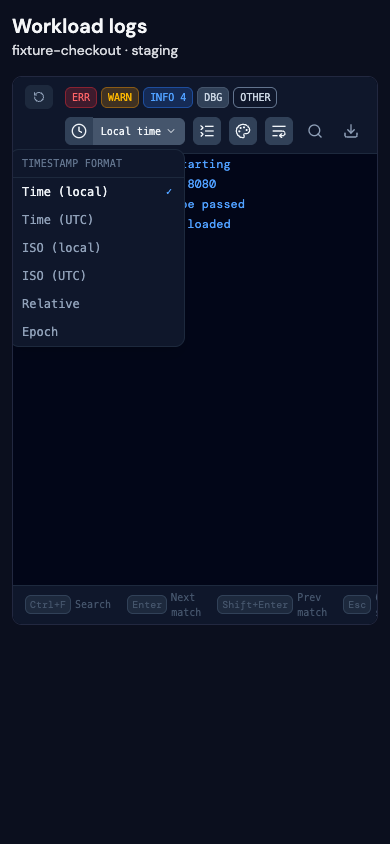 Workload logs
fixture-checkout · staging
ERR WARN INFO 4 DBG OTHER
Local time
TIMESTAMP FORMAT
Time (local) ✓
Time (UTC)
ISO (local)
ISO (UTC)
Relative
Epoch
8080
passed
loaded
Ctrl+F Search Enter Next match Shift+Enter Prev match Esc